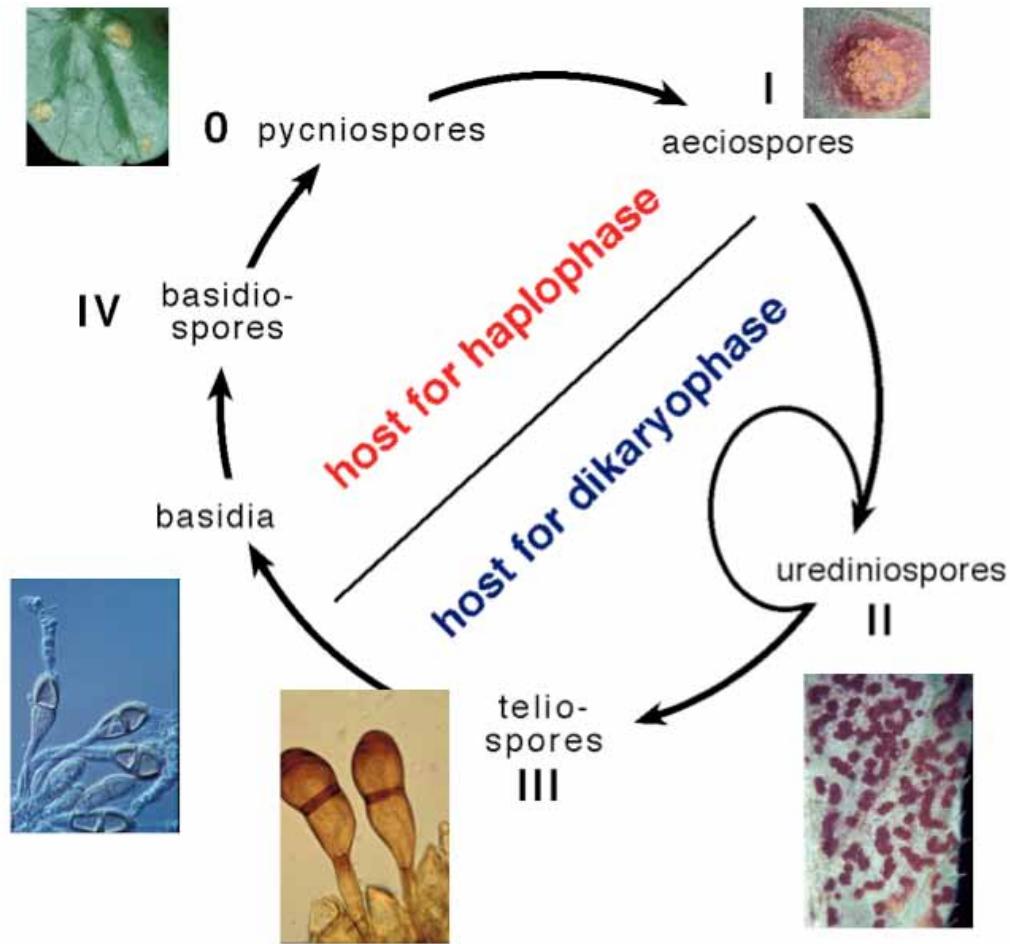 I
0 pycniospores
aeciospores
host for haplophase
IV basidio-
spores
host for dikaryophase
basidia
urediniospores
II
telio-
spores
III